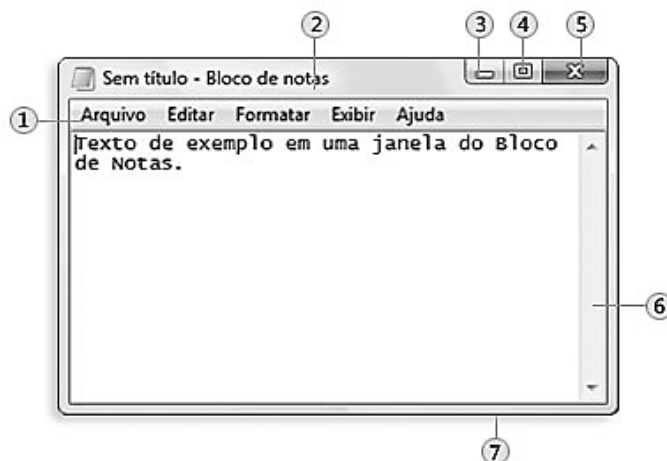 2
3
4
5
Sem título - Bloco de notas
1
Arquivo Editar Formatar Exibir Ajuda
Texto de exemplo em uma janela do Bloco
de Notas.
6
7